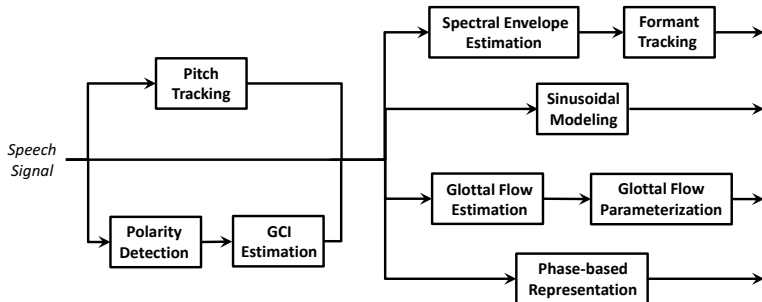 Speech
Signal
Pitch
Tracking
Polarity
Detection
GCI
Estimation
Spectral Envelope
Estimation
Formant
Tracking
Sinusoidal
Modeling
Glottal Flow
Estimation
Glottal Flow
Parameterization
Phase-based
Representation